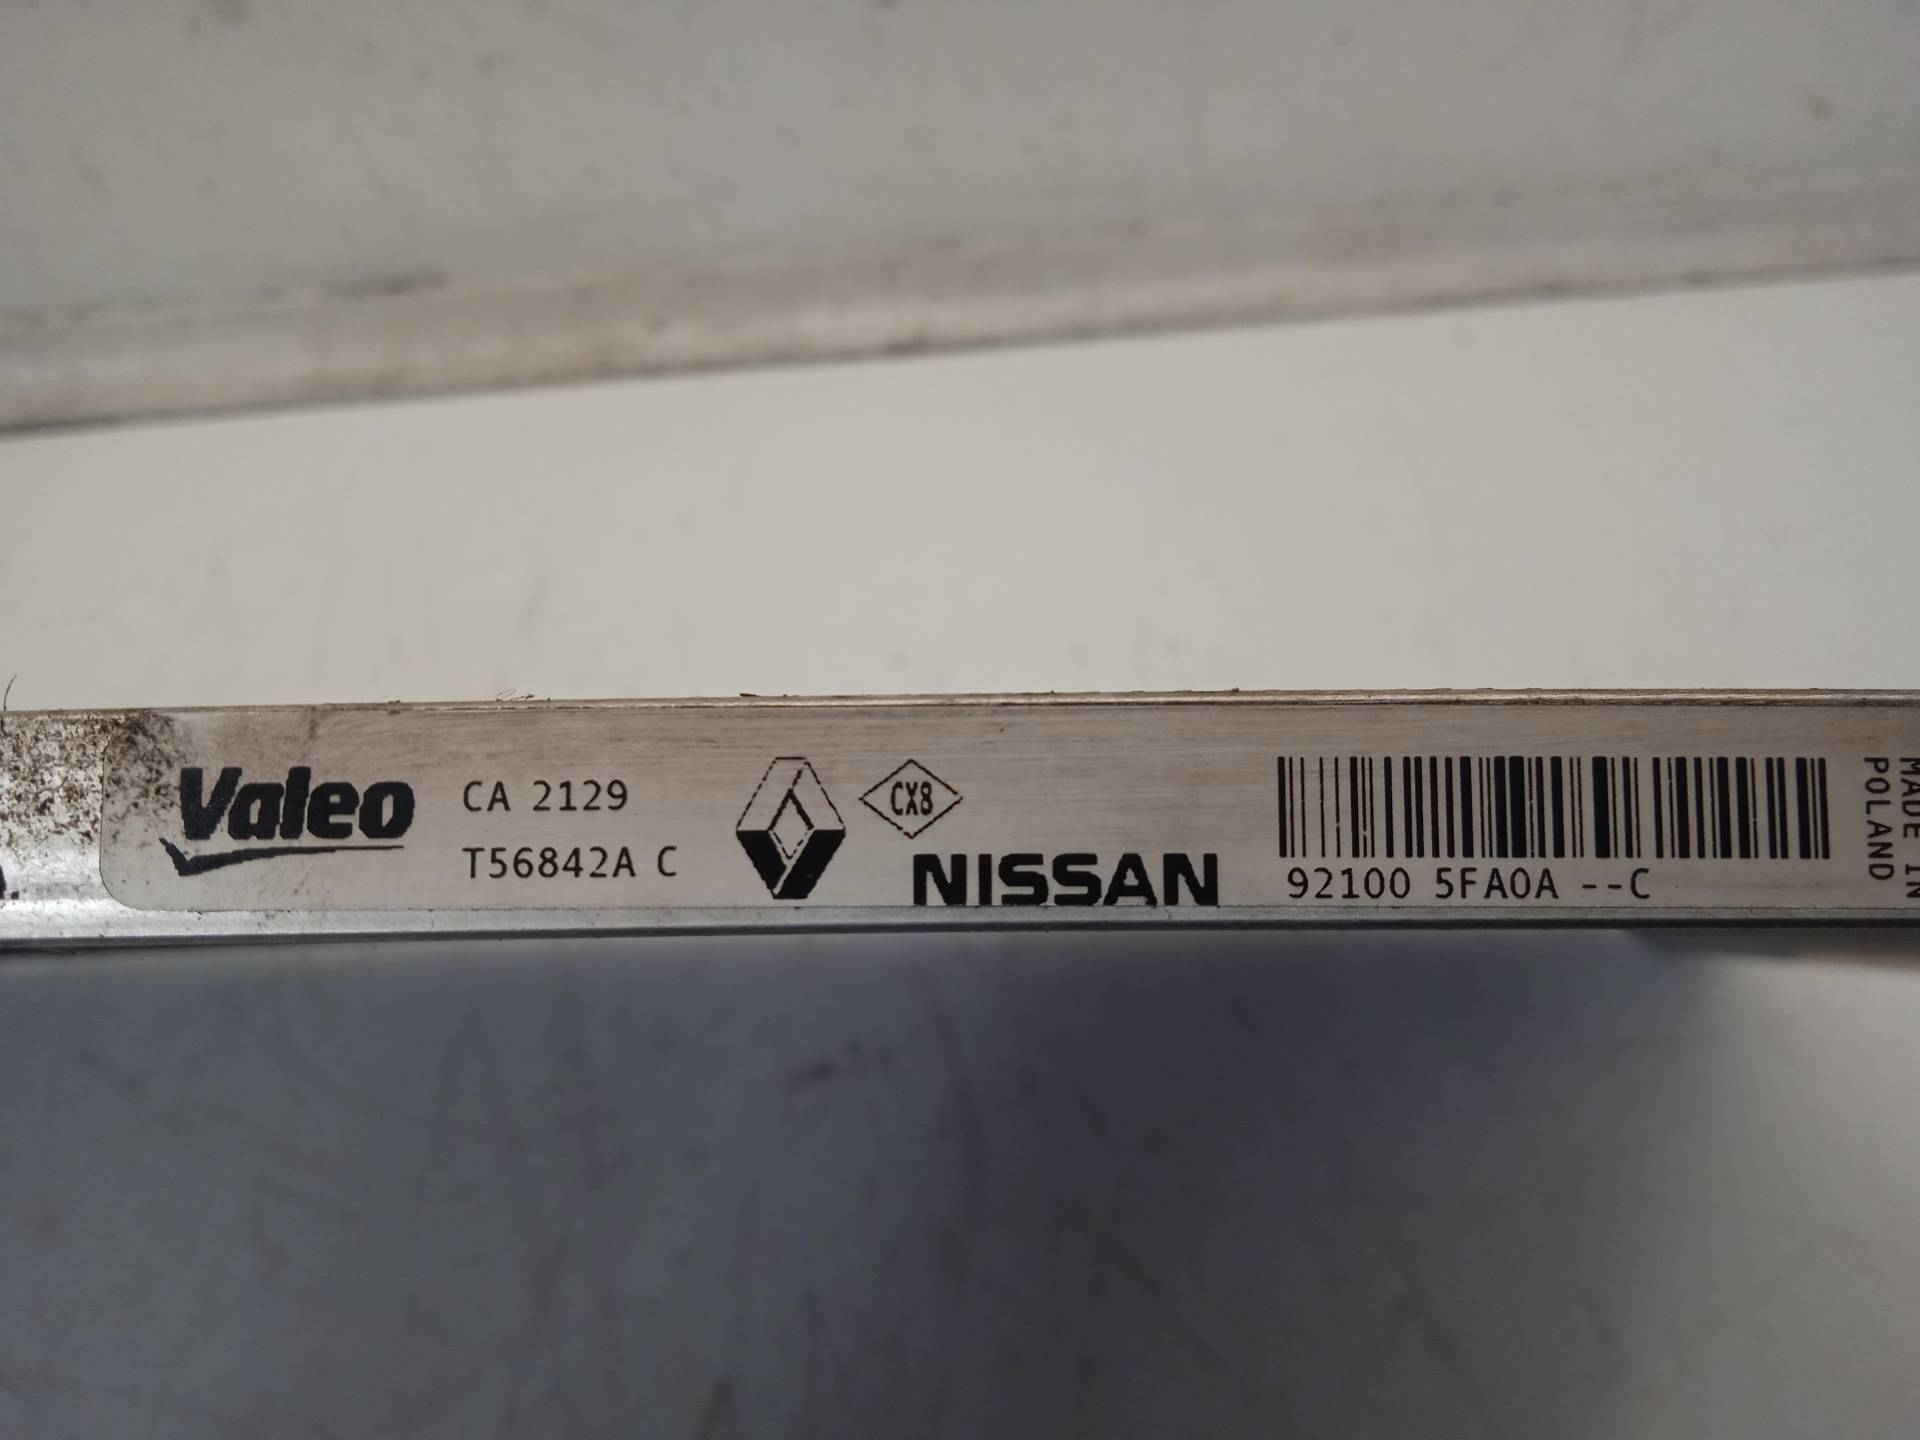 Valeo
CA 2129
T56842A C
CX8
NISSAN
92100 5FA0A --C
MADE IN
POLAND